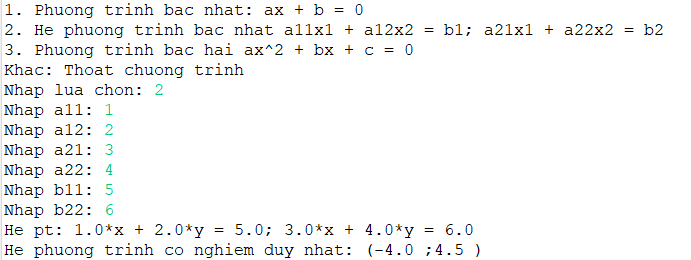 1. Phuong trinh bac nhat: ax + b = 0
2. He phuong trinh bac nhat a11x1 + a12x2 = b1; a21x1 + a22x2 = b2
3. Phuong trinh bac hai ax^2 + bx + c = 0
Khac: Thoat chuong trinh
Nhap lua chon: 2
Nhap a11: 1
Nhap a12: 2
Nhap a21: 3
Nhap a22: 4
Nhap b11: 5
Nhap b22: 6
He pt: 1.0*x + 2.0*y = 5.0; 3.0*x + 4.0*y = 6.0
He phuong trinh co nghiem duy nhat: (-4.0 ;4.5 )